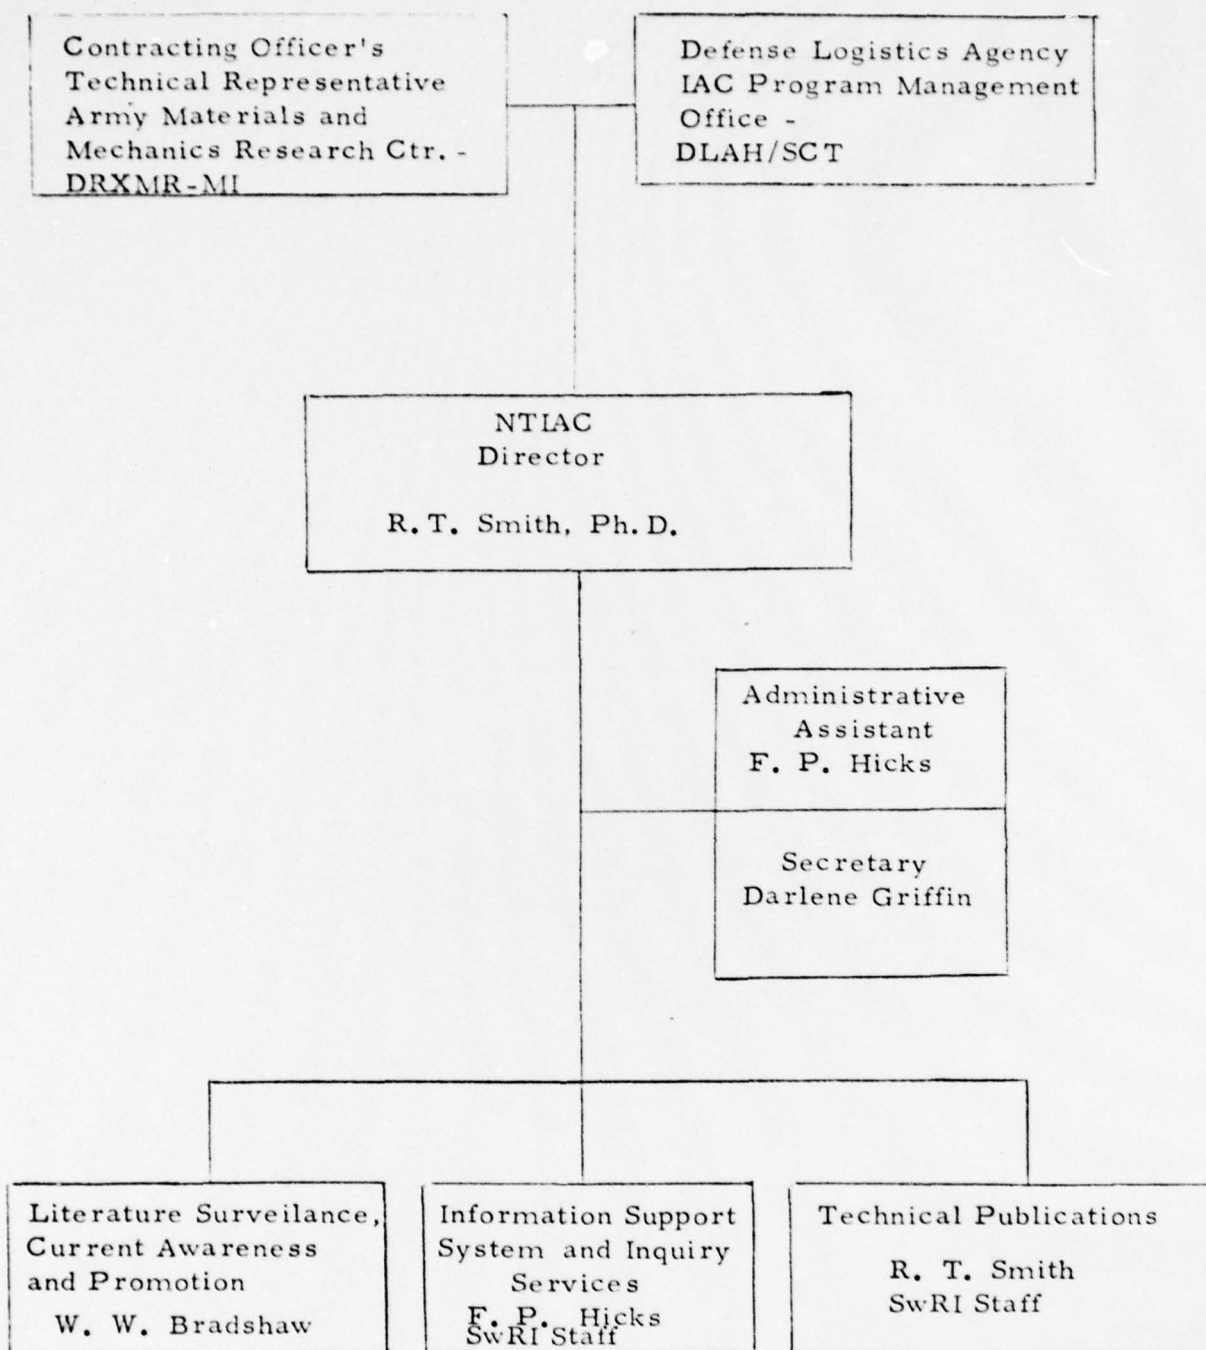 Contracting Officer's
Technical Representative
Army Materials and
Mechanics Research Ctr. -
DRXMR-MI
Defense Logistics Agency
IAC Program Management
Office -
DLAH/SCT
NTIAC
Director
R. T. Smith, Ph. D.
Administrative
Assistant
F. P. Hicks
Secretary
Darlene Griffin
Literature Surveilance,
Current Awareness
and Promotion
W. W. Bradshaw
Information Support
System and Inquiry
Services
F. P. Hicks
SwRI Staff
Technical Publications
R. T. Smith
SwRI Staff